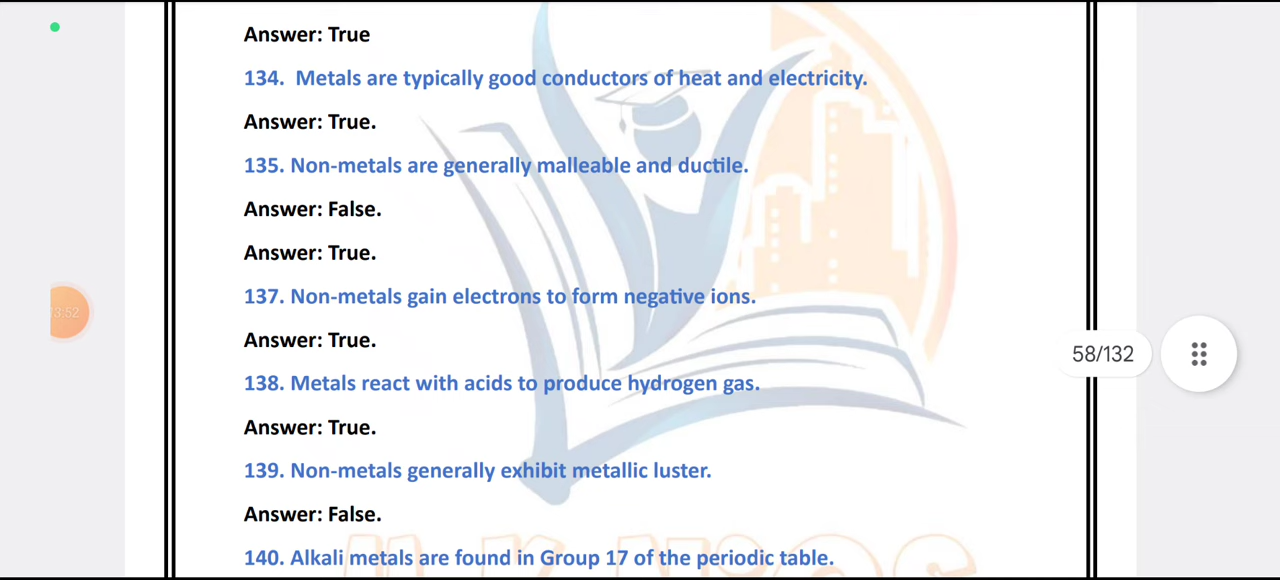 Answer: True
134.  Metals are typically good conductors of heat and electricity.
Answer: True.
135. Non-metals are generally malleable and ductile.
Answer: False.
Answer: True.
137. Non-metals gain electrons to form negative ions.
3:52
Answer: True.
58/132
138. Metals react with acids to produce hydrogen gas.
Answer: True.
139. Non-metals generally exhibit metallic luster.
Answer: False.
140. Alkali metals are found in Group 17 of the periodic table.